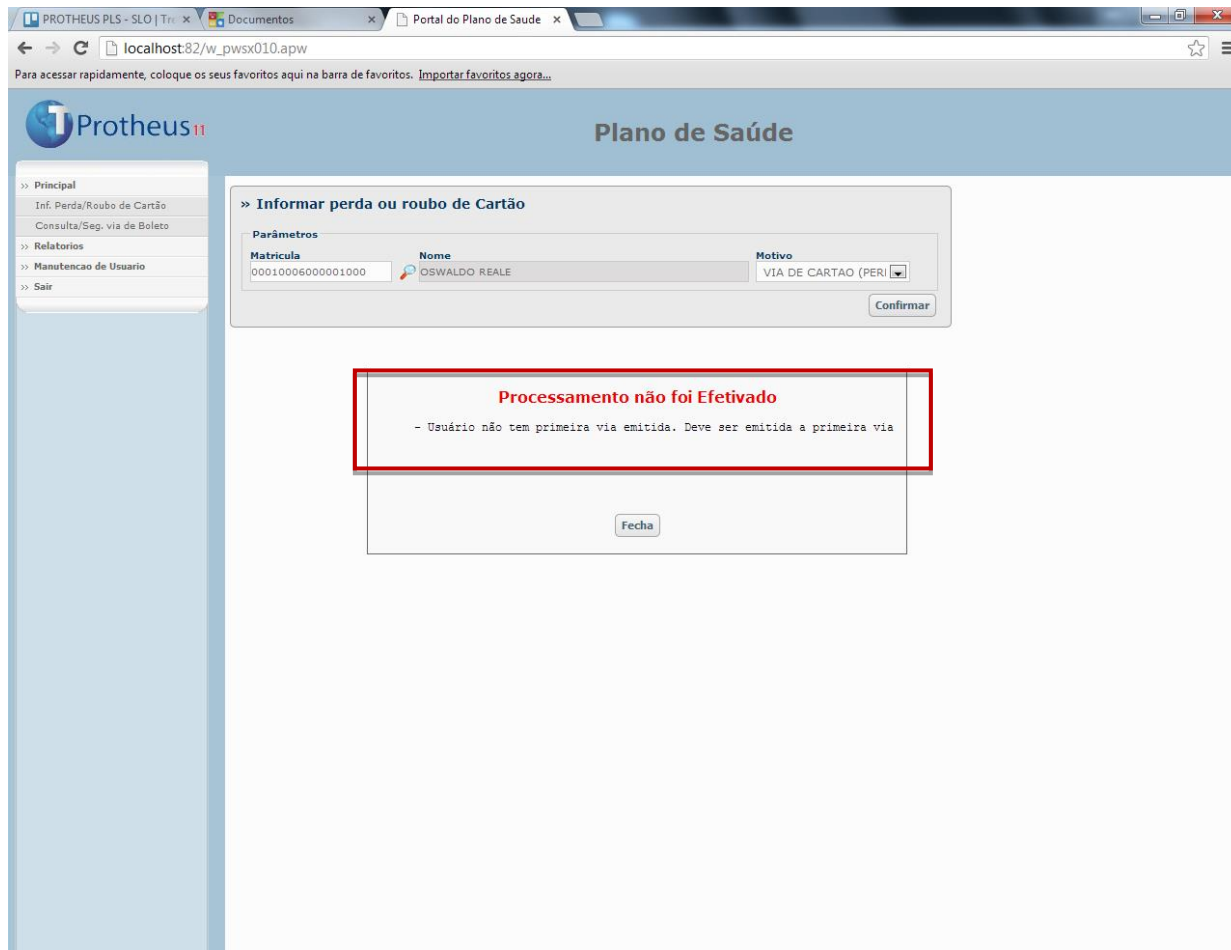 PROTHEUS PLS - SLO | Tre
Documentos
Portal do Plano de Saude
localhost:82/w_pwsx010.apw
Para acessar rapidamente, coloque os seus favoritos aqui na barra de favoritos. Importar favoritos agora...
Protheus 11
Plano de Saúde
>> Principal
Inf. Perda/Roubo de Cartão
Consulta/Seg. via de Boleto
>> Relatorios
>> Manutencao de Usuario
>> Sair
» Informar perda ou roubo de Cartão
Parâmetros
Matricula Nome Motivo
00010006000001000 OSWALDO REALE VIA DE CARTAO (PERI
Confirmar
Processamento não foi Efetivado
- Usuário não tem primeira via emitida. Deve ser emitida a primeira via
Fecha